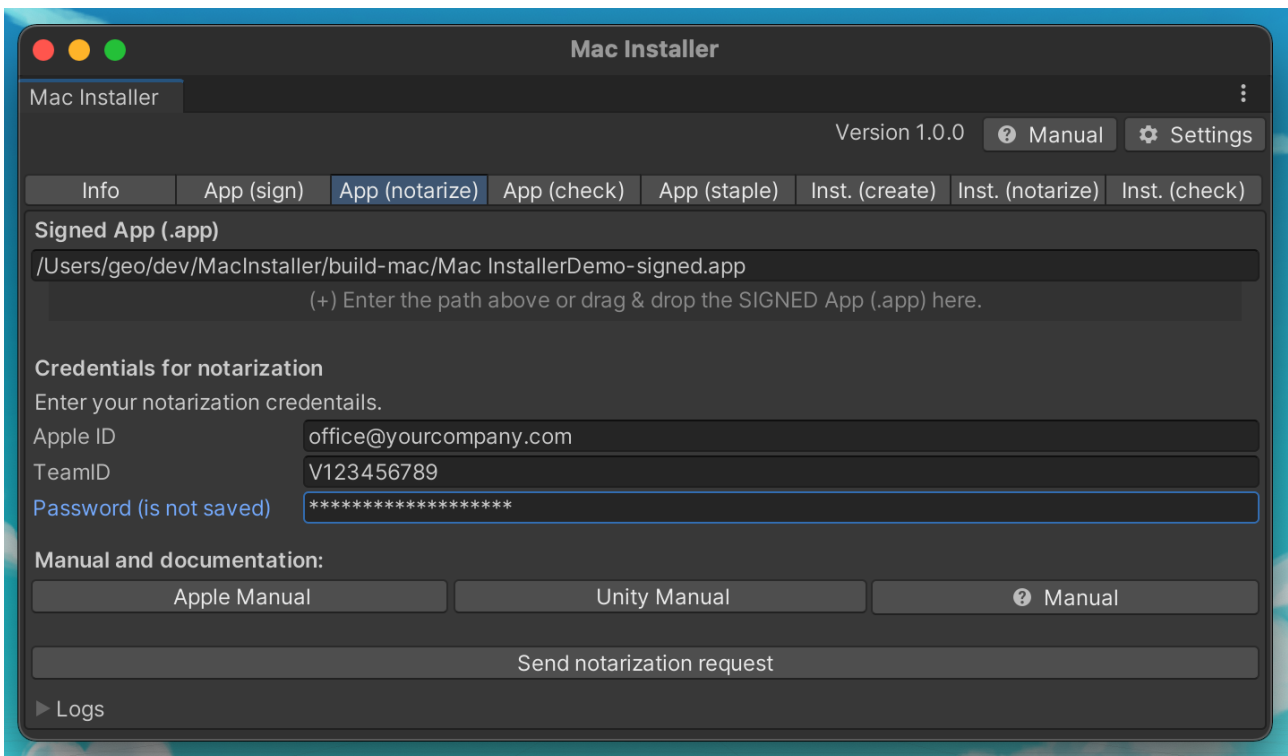 Mac Installer
Mac Installer
Version 1.0.0 Manual Settings
Info App (sign) App (notarize) App (check) App (staple) Inst. (create) Inst. (notarize) Inst. (check)
Signed App (.app)
/Users/geo/dev/MacInstaller/build-mac/Mac InstallerDemo-signed.app
(+) Enter the path above or drag & drop the SIGNED App (.app) here.
Credentials for notarization
Enter your notarization credentails.
Apple ID office@yourcompany.com
TeamID V123456789
Password (is not saved) *******************
Manual and documentation:
Apple Manual Unity Manual Manual
Send notarization request
Logs